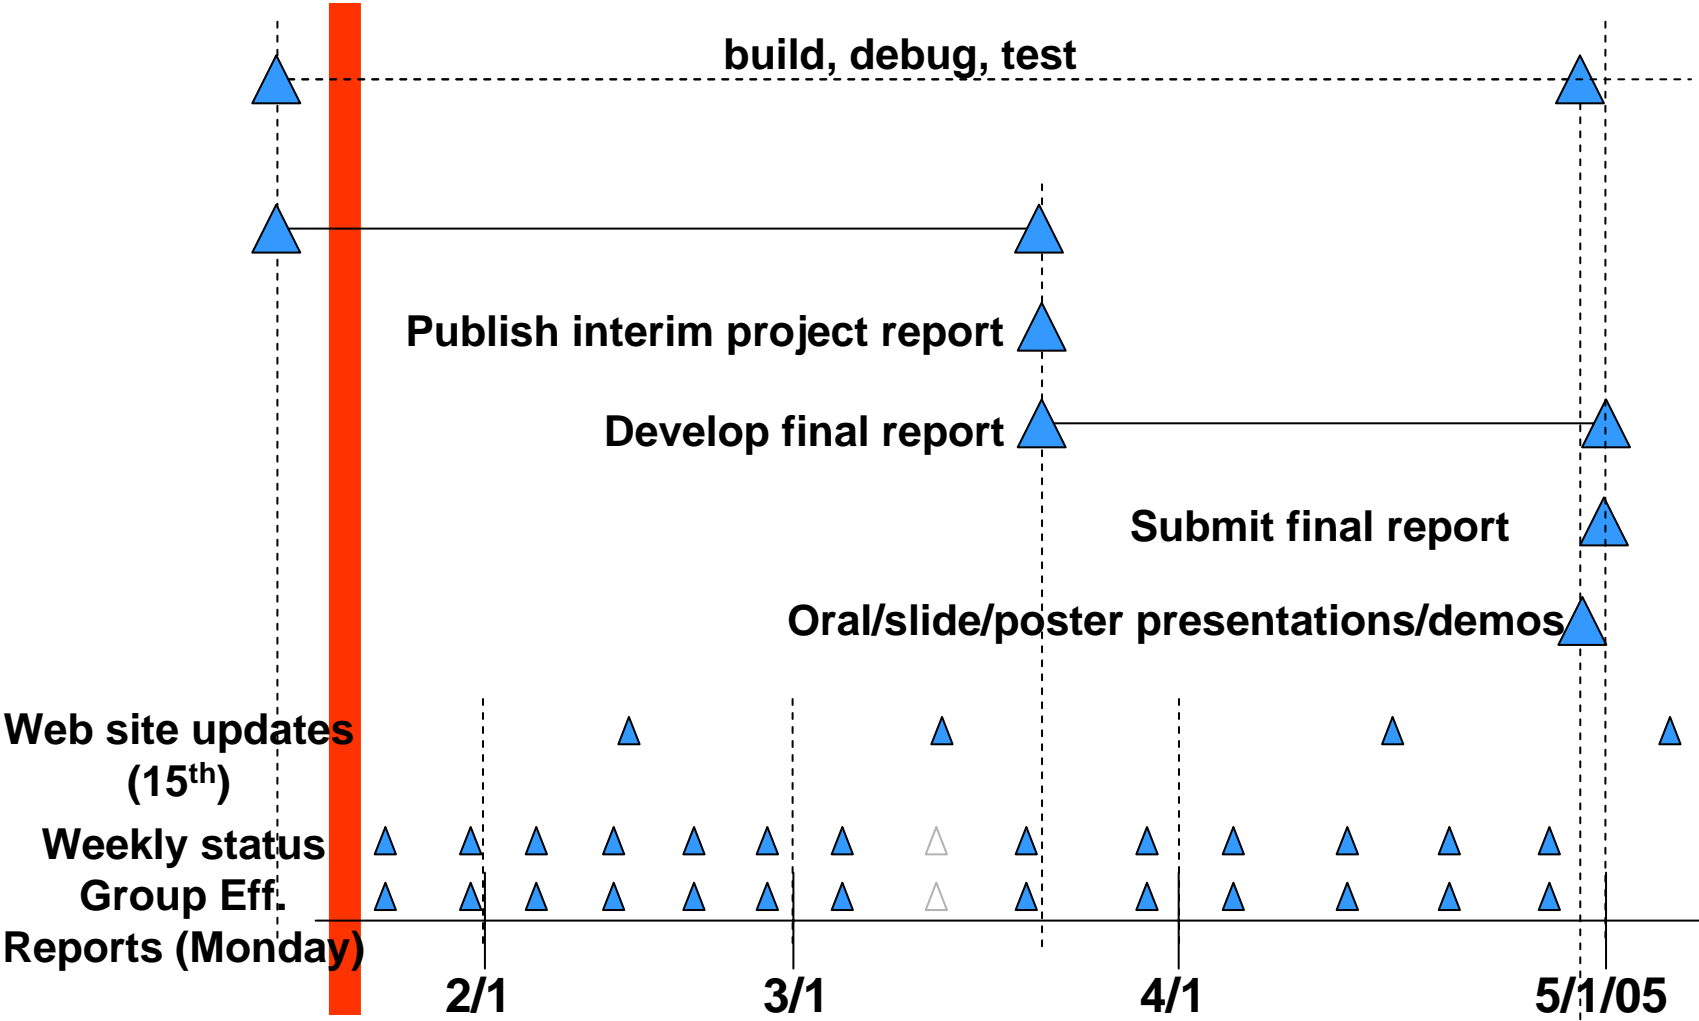 build, debug, test
Publish interim project report
Develop final report
Submit final report
Oral/slide/poster presentations/demos
Web site updates
(15th)
Weekly status
Group Eff.
Reports (Monday)
2/1 3/1 4/1 5/1/05